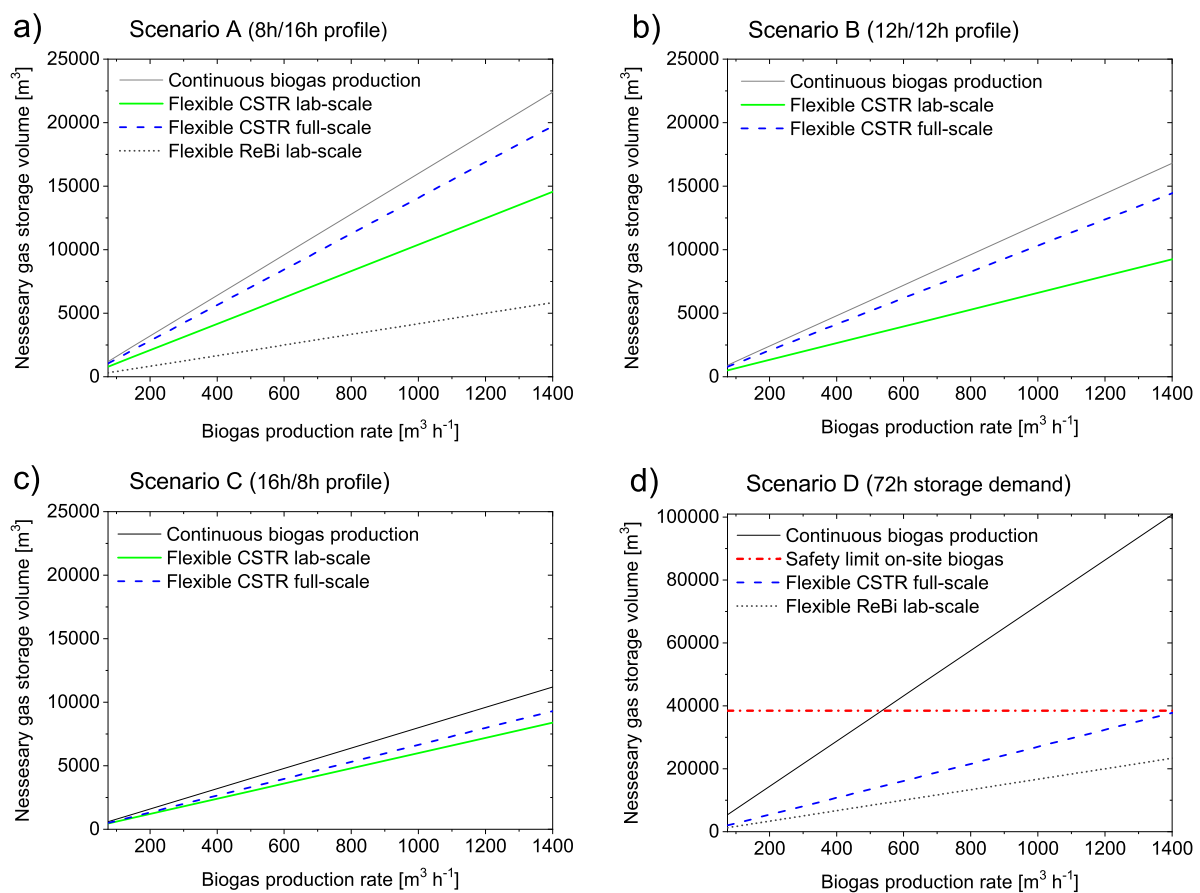 a)
Scenario A (8h/16h profile)
Nessesary gas storage volume [m³]
25000
20000
15000
10000
5000
0
Continuous biogas production
Flexible CSTR lab-scale
Flexible CSTR full-scale
Flexible ReBi lab-scale
200 400 600 800 1000 1200 1400
Biogas production rate [m³ h⁻¹]
b)
Scenario B (12h/12h profile)
Nessesary gas storage volume [m³]
25000
20000
15000
10000
5000
0
Continuous biogas production
Flexible CSTR lab-scale
Flexible CSTR full-scale
200 400 600 800 1000 1200 1400
Biogas production rate [m³ h⁻¹]
c)
Scenario C (16h/8h profile)
Nessesary gas storage volume [m³]
25000
20000
15000
10000
5000
0
Continuous biogas production
Flexible CSTR lab-scale
Flexible CSTR full-scale
200 400 600 800 1000 1200 1400
Biogas production rate [m³ h⁻¹]
d)
Scenario D (72h storage demand)
Nessesary gas storage volume [m³]
100000
80000
60000
40000
20000
0
Continuous biogas production
Safety limit on-site biogas
Flexible CSTR full-scale
Flexible ReBi lab-scale
200 400 600 800 1000 1200 1400
Biogas production rate [m³ h⁻¹]